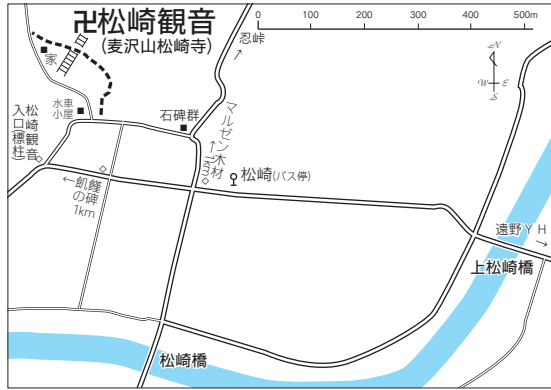 卍松崎観音
(麦沢山松崎寺)
0 100 200 300 400 500m
忍峠
↗
N
W E
S
家
水車
小屋
石碑群
松崎観音
入口(標柱)
マルゼン木材
↑1km
松崎(バス停)
←飢饉の碑
1km
遠野ＹＨ
→
上松崎橋
松崎橋